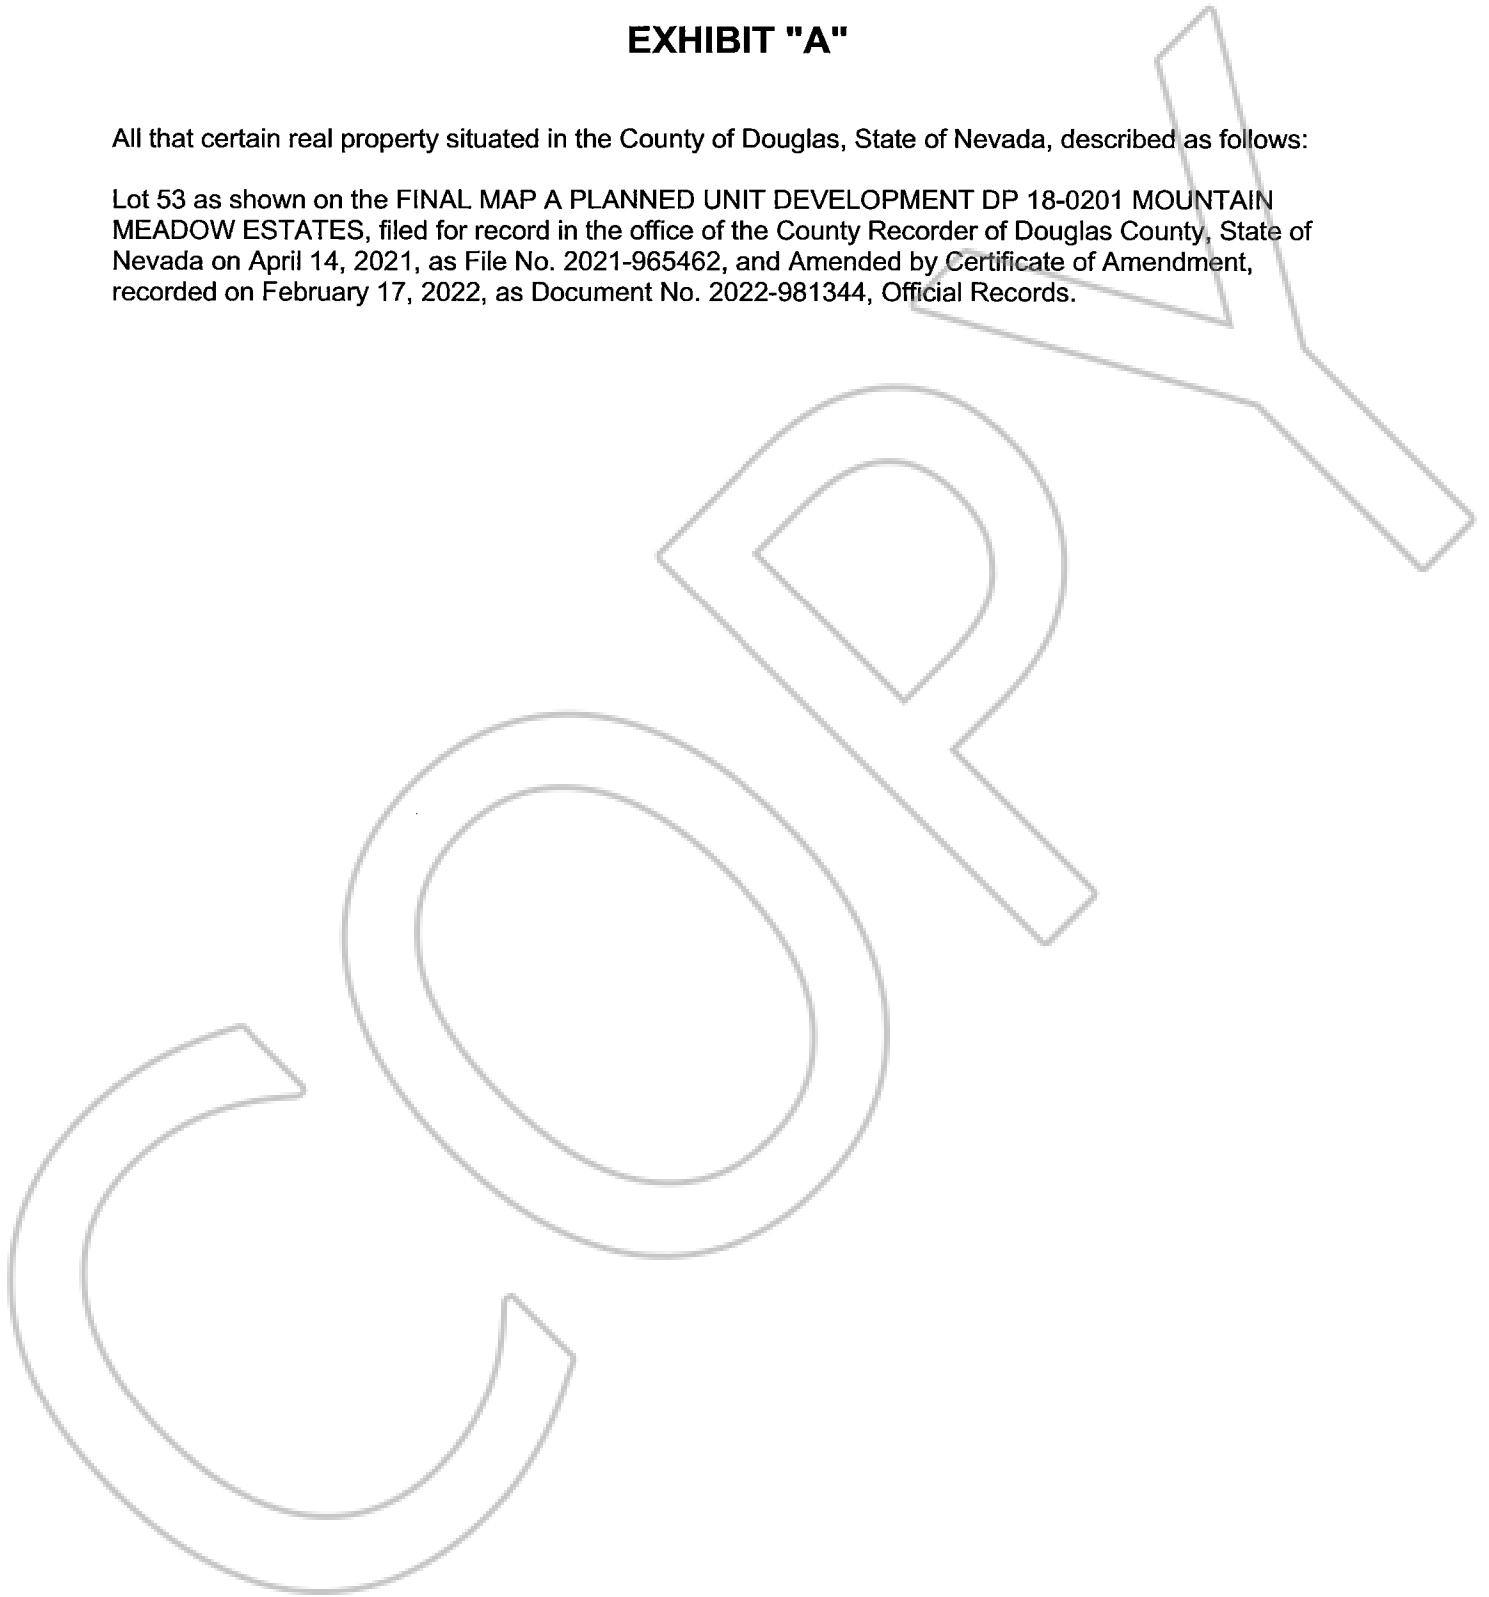 EXHIBIT "A"
All that certain real property situated in the County of Douglas, State of Nevada, described as follows:
Lot 53 as shown on the FINAL MAP A PLANNED UNIT DEVELOPMENT DP 18-0201 MOUNTAIN
MEADOW ESTATES, filed for record in the office of the County Recorder of Douglas County, State of
Nevada on April 14, 2021, as File No. 2021-965462, and Amended by Certificate of Amendment,
recorded on February 17, 2022, as Document No. 2022-981344, Official Records.
COPY